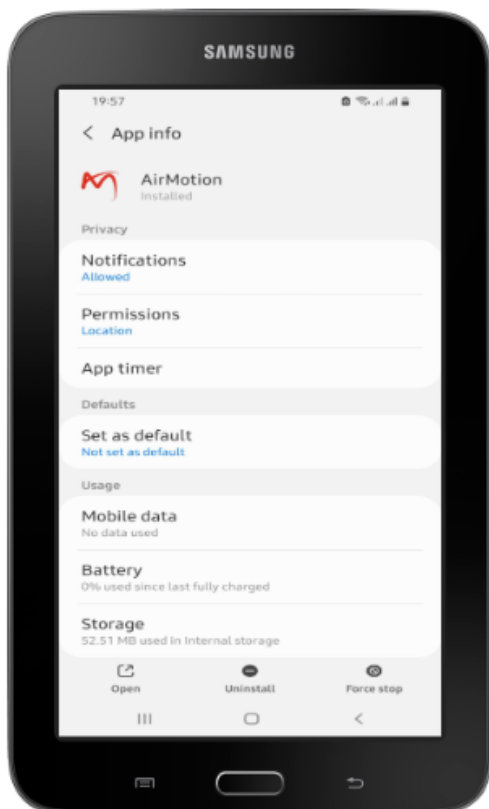 SAMSUNG
19:57
App info
AirMotion
Installed
Privacy
Notifications
Allowed
Permissions
Location
App timer
Defaults
Set as default
Not set as default
Usage
Mobile data
No data used
Battery
0% used since last fully charged
Storage
52.51 MB used in Internal storage
Open Uninstall Force stop